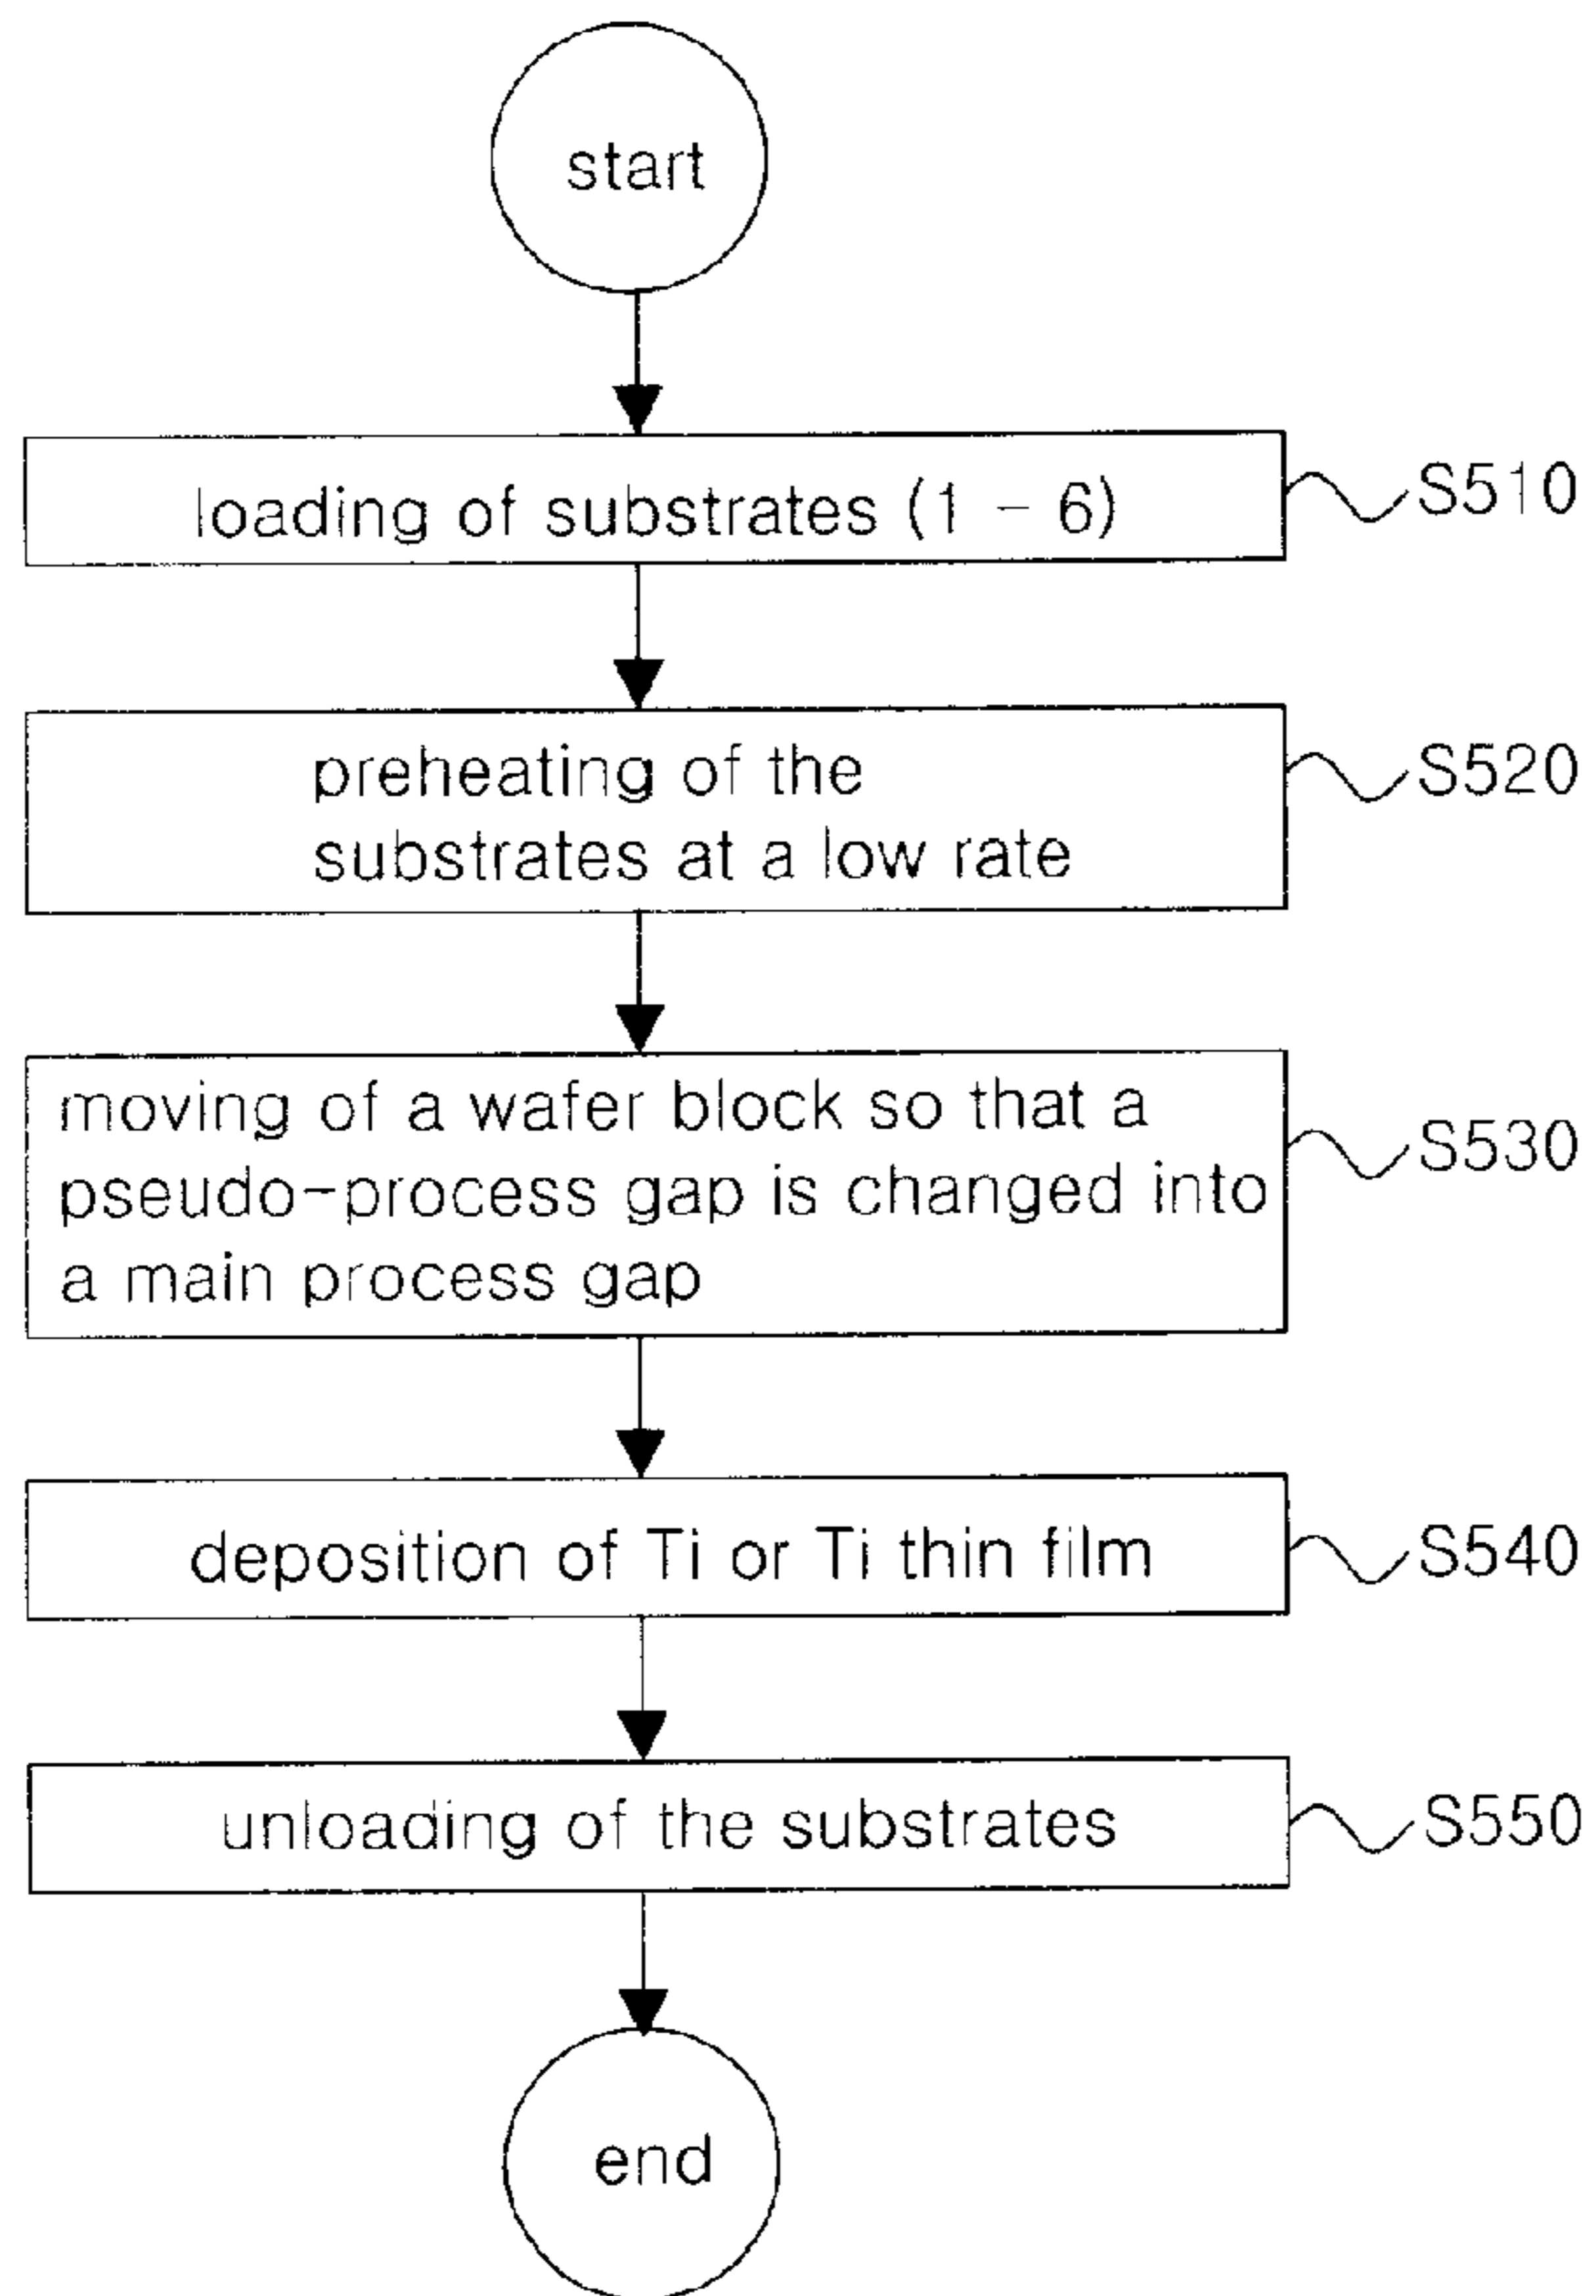 start
loading of substrates (1 – 6)
S510
preheating of the
substrates at a low rate
S520
moving of a wafer block so that a
pseudo-process gap is changed into
a main process gap
S530
deposition of Ti or Ti thin film
S540
unloading of the substrates
S550
end